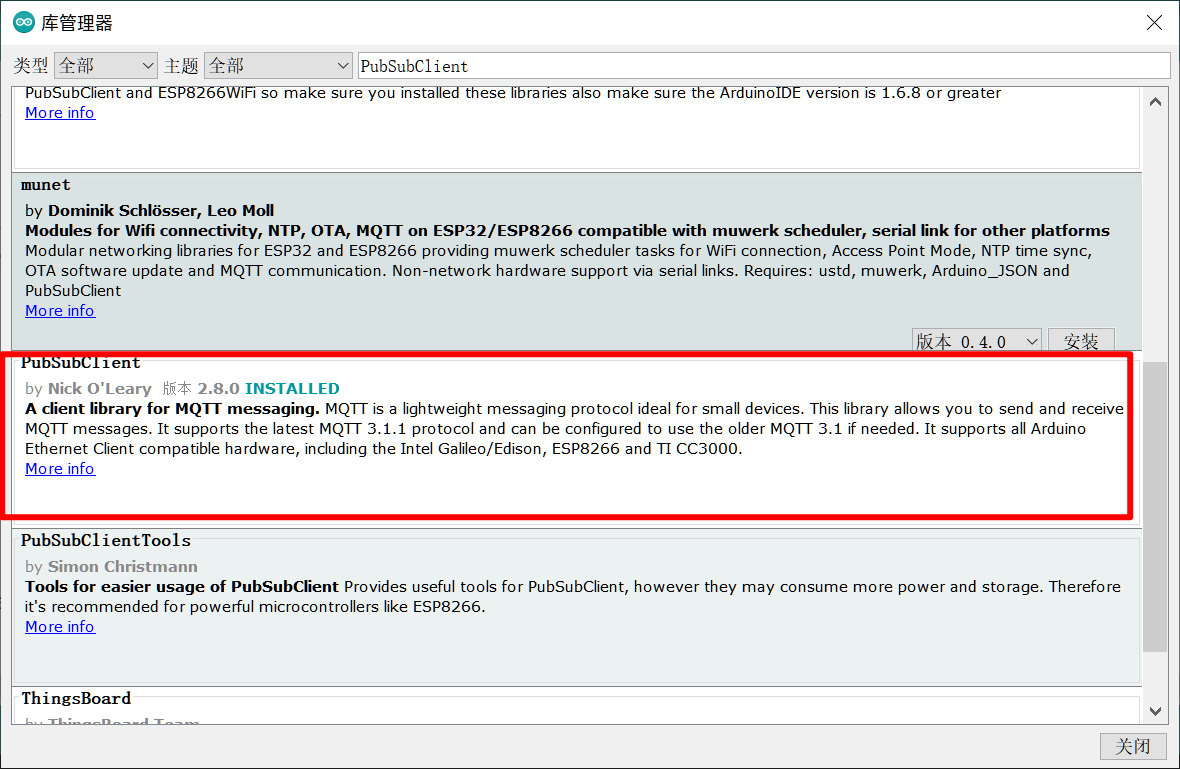 库管理器
类型 全部 主题 全部 PubSubClient
PubSubClient and ESP8266WiFi so make sure you installed these libraries also make sure the ArduinoIDE version is 1.6.8 or greater
More info
munet
by Dominik Schlösser, Leo Moll
Modules for Wifi connectivity, NTP, OTA, MQTT on ESP32/ESP8266 compatible with muwerk scheduler, serial link for other platforms
Modular networking libraries for ESP32 and ESP8266 providing muwerk scheduler tasks for WiFi connection, Access Point Mode, NTP time sync,
OTA software update and MQTT communication. Non-network hardware support via serial links. Requires: ustd, muwerk, Arduino_JSON and
PubSubClient
More info
版本 0.4.0 安装
PubSubClient
by Nick O'Leary 版本 2.8.0 INSTALLED
A client library for MQTT messaging. MQTT is a lightweight messaging protocol ideal for small devices. This library allows you to send and receive
MQTT messages. It supports the latest MQTT 3.1.1 protocol and can be configured to use the older MQTT 3.1 if needed. It supports all Arduino
Ethernet Client compatible hardware, including the Intel Galileo/Edison, ESP8266 and TI CC3000.
More info
PubSubClientTools
by Simon Christmann
Tools for easier usage of PubSubClient Provides useful tools for PubSubClient, however they may consume more power and storage. Therefore
it's recommended for powerful microcontrollers like ESP8266.
More info
ThingsBoard
by ThingsBoard Team
关闭